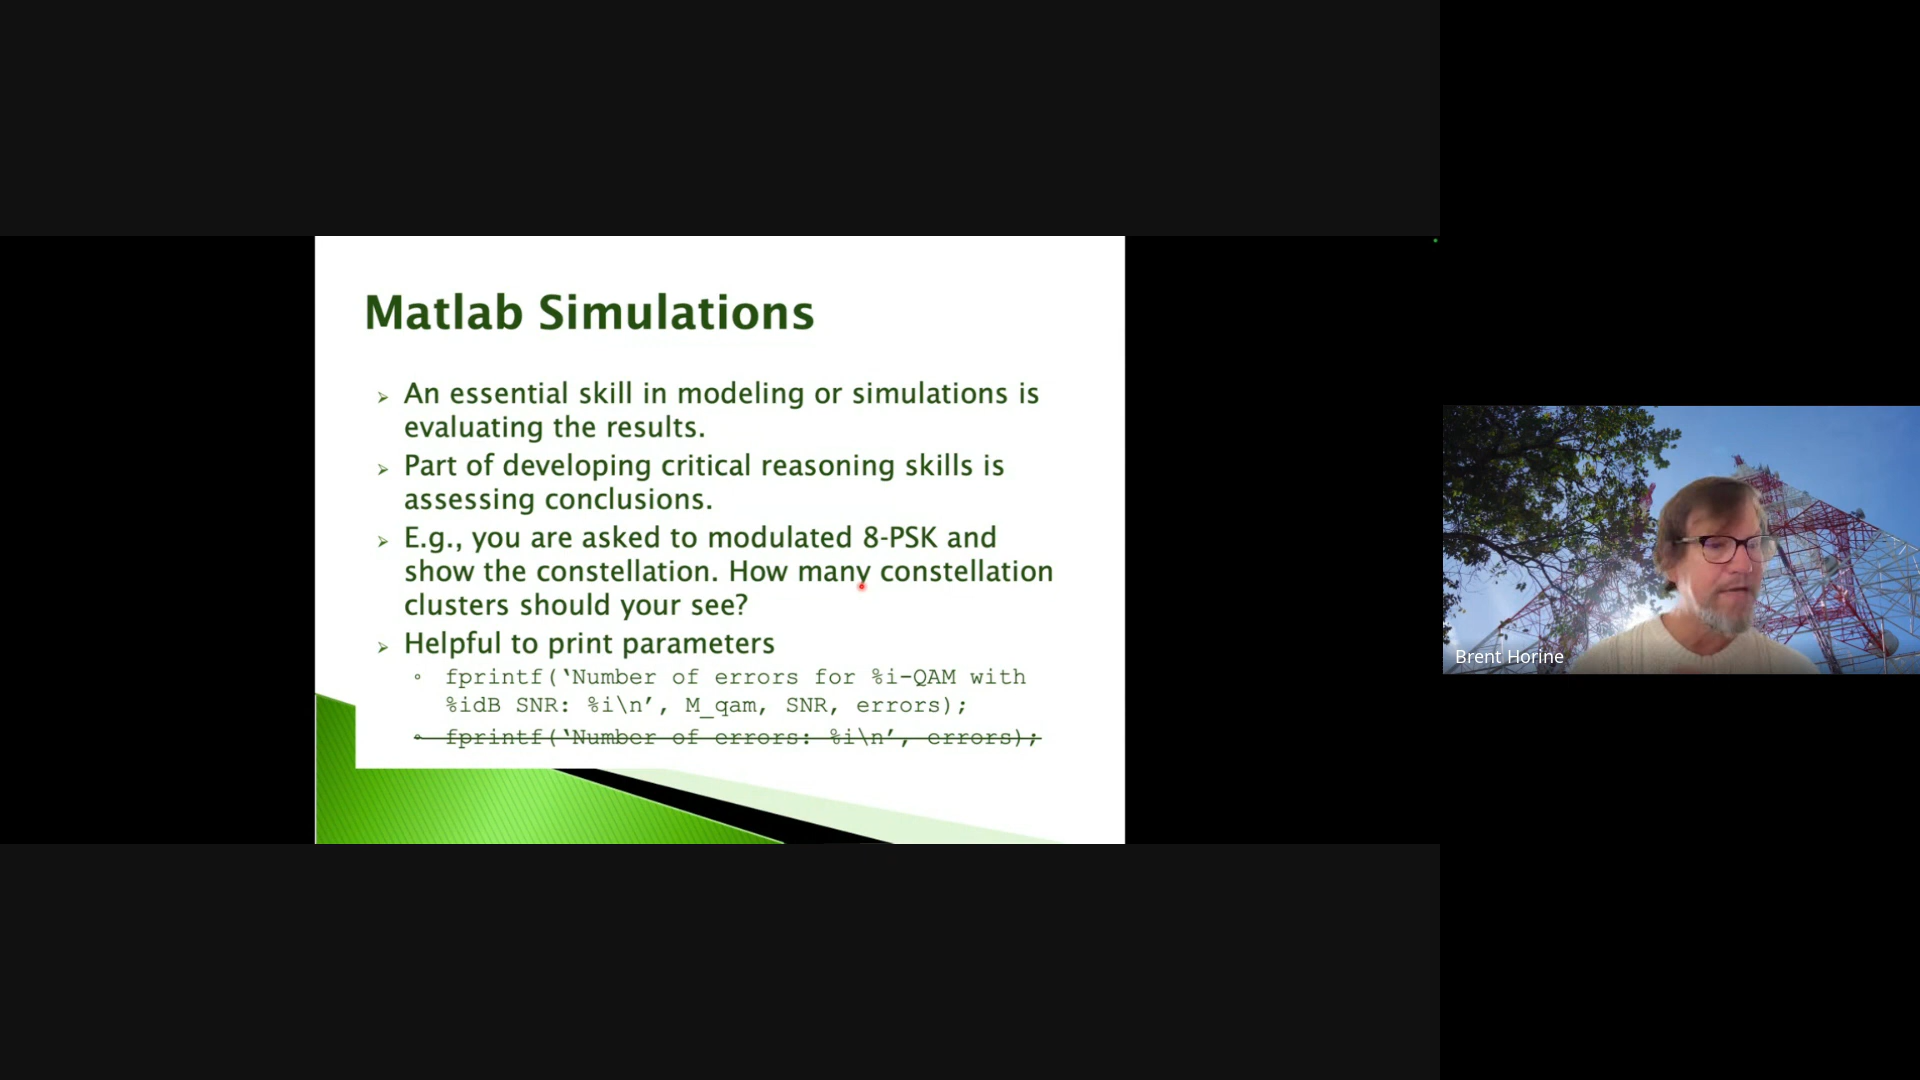 Matlab Simulations
An essential skill in modeling or simulations is
evaluating the results.
Part of developing critical reasoning skills is
assessing conclusions.
E.g., you are asked to modulated 8-PSK and
show the constellation. How many constellation
clusters should your see?
Helpful to print parameters
fprintf(‘Number of errors for %i-QAM with
%idB SNR: %i\n’, M_qam, SNR, errors);
fprintf(‘Number of errors: %i\n’, errors);
Brent Horine